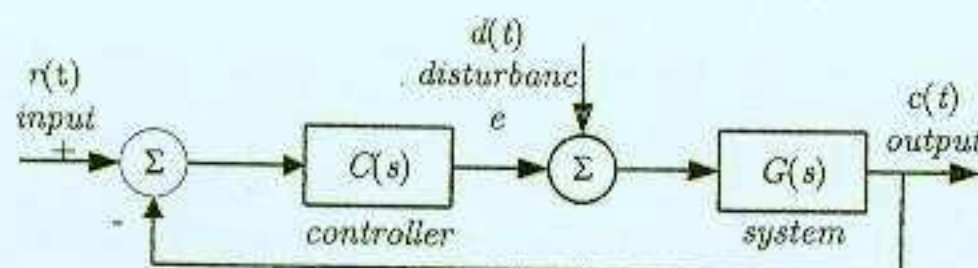 d(t)
disturbanc
e
r(t)
input
+
Σ
C(s)
controller
Σ
G(s)
system
c(t)
output
-